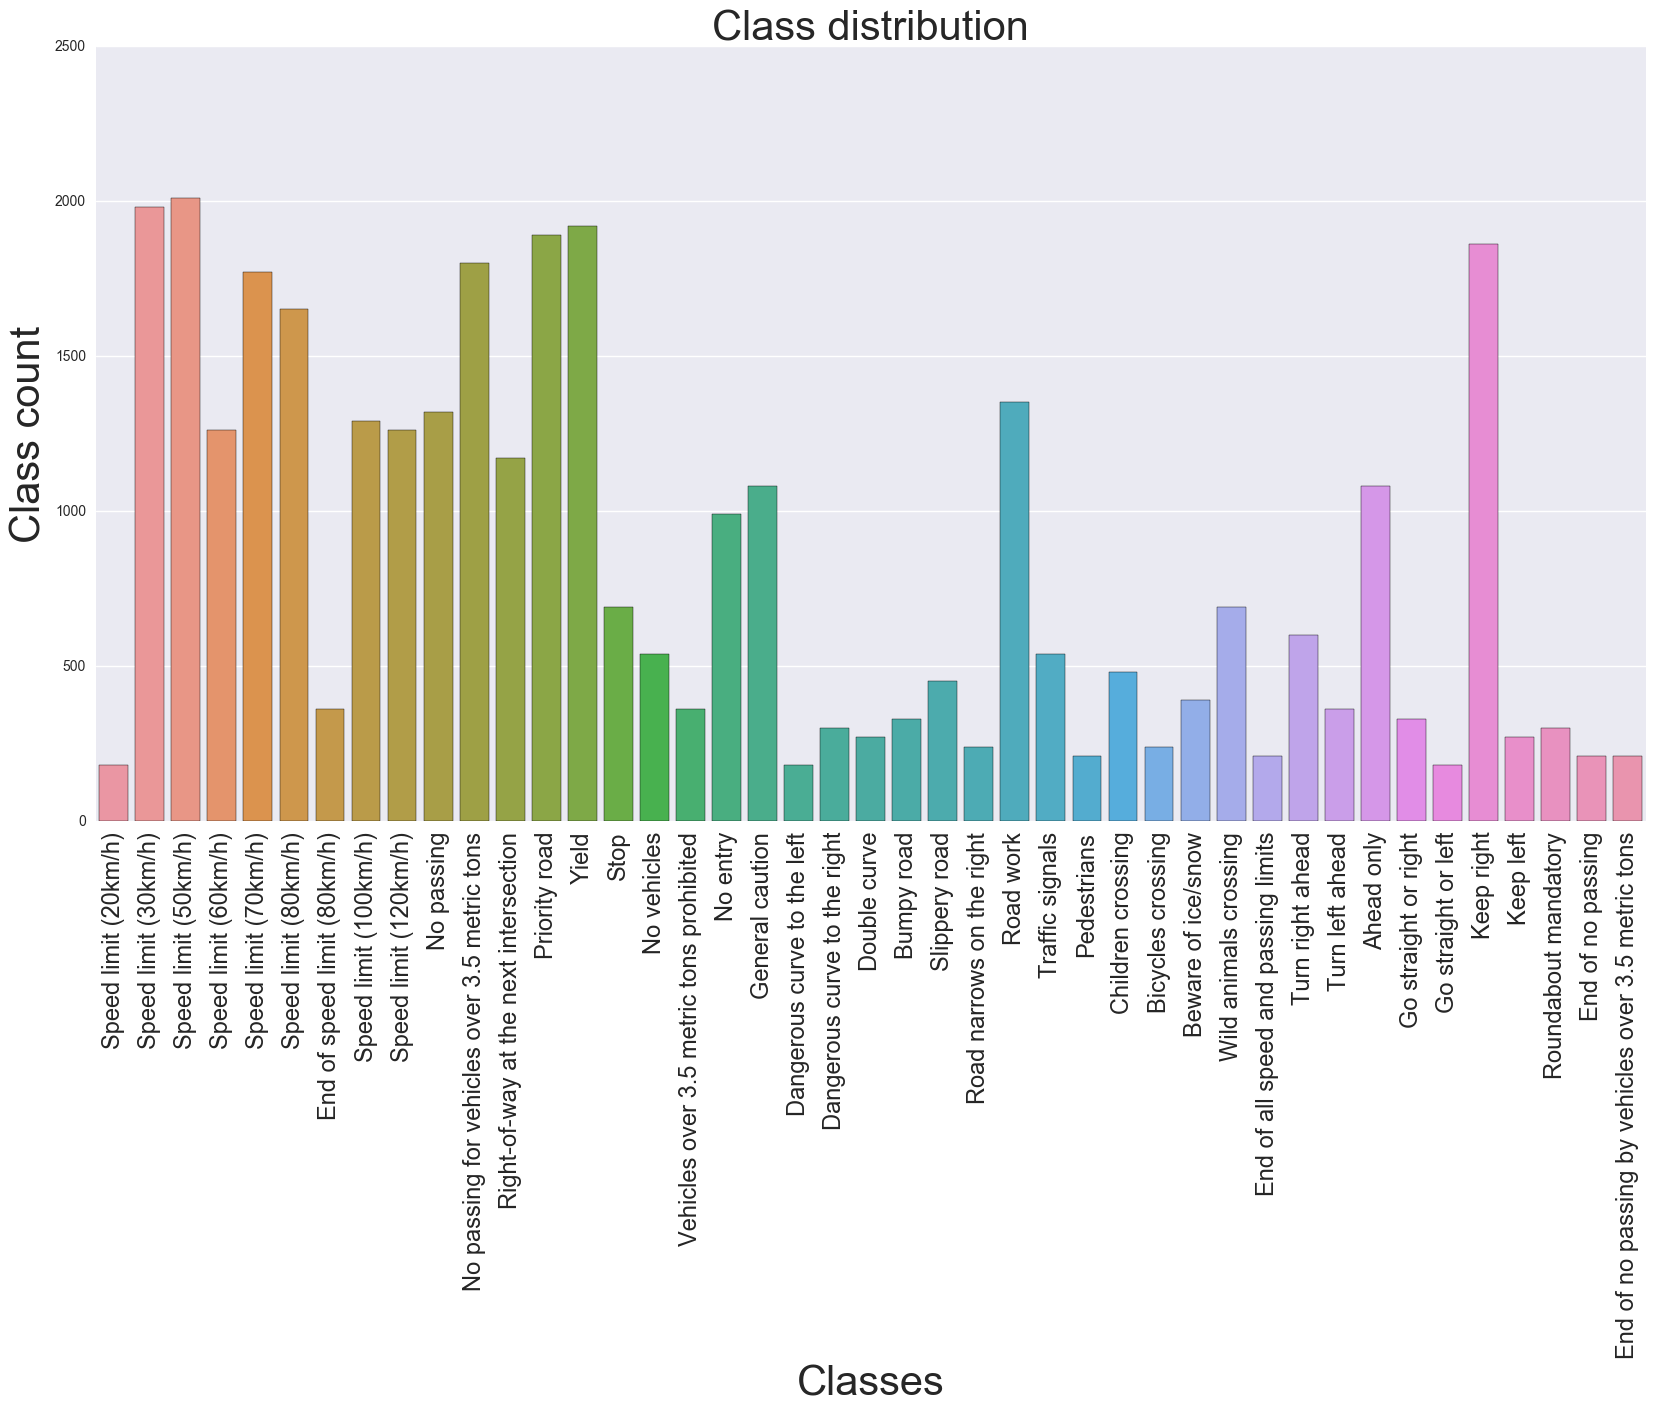 Class distribution
2500
2000
1500
1000
500
0
Class count
Speed limit (20km/h)
Speed limit (30km/h)
Speed limit (50km/h)
Speed limit (60km/h)
Speed limit (70km/h)
Speed limit (80km/h)
End of speed limit (80km/h)
Speed limit (100km/h)
Speed limit (120km/h)
No passing
No passing for vehicles over 3.5 metric tons
Right-of-way at the next intersection
Priority road
Yield
Stop
No vehicles
Vehicles over 3.5 metric tons prohibited
No entry
General caution
Dangerous curve to the left
Dangerous curve to the right
Double curve
Bumpy road
Slippery road
Road narrows on the right
Road work
Traffic signals
Pedestrians
Children crossing
Bicycles crossing
Beware of ice/snow
Wild animals crossing
End of all speed and passing limits
Turn right ahead
Turn left ahead
Ahead only
Go straight or right
Go straight or left
Keep right
Keep left
Roundabout mandatory
End of no passing
End of no passing by vehicles over 3.5 metric tons
Classes